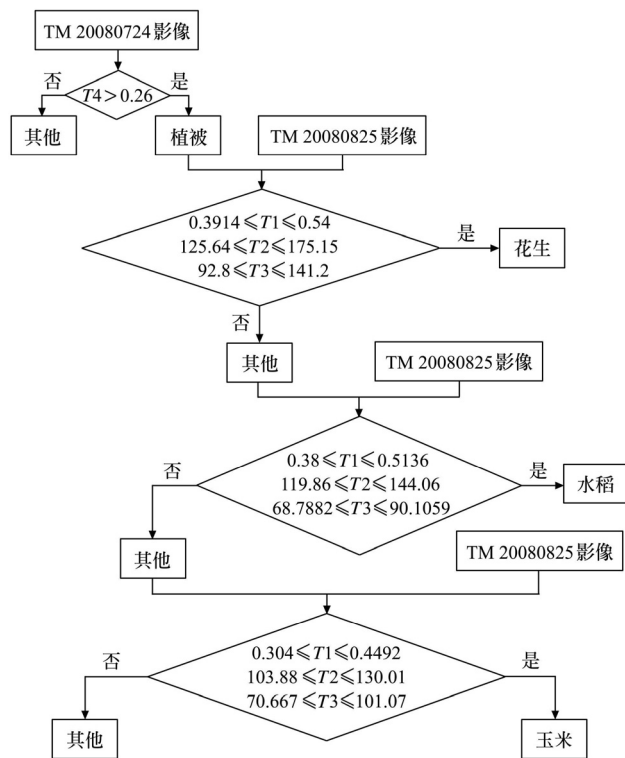 TM 20080724影像
否
是
T4＞0.26
其他
植被
TM 20080825影像
0.3914≤T1≤0.54
125.64≤T2≤175.15
92.8≤T3≤141.2
是
花生
否
其他
TM 20080825影像
0.38≤T1≤0.5136
119.86≤T2≤144.06
68.7882≤T3≤90.1059
否
是
水稻
其他
TM 20080825影像
0.304≤T1≤0.4492
103.88≤T2≤130.01
70.667≤T3≤101.07
否
是
其他
玉米